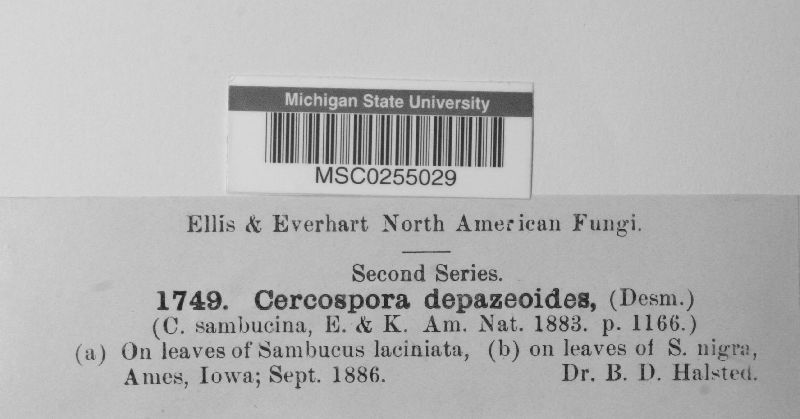 Michigan State University
MSC0255029
Ellis & Everhart North American Fungi.
Second Series.
1749. Cercospora depazeoides, (Desm.)
(C. sambucina, E. & K. Am. Nat. 1883. p. 1166.)
(a) On leaves of Sambucus laciniata, (b) on leaves of S. nigra,
Ames, Iowa; Sept. 1886. Dr. B. D. Halsted.